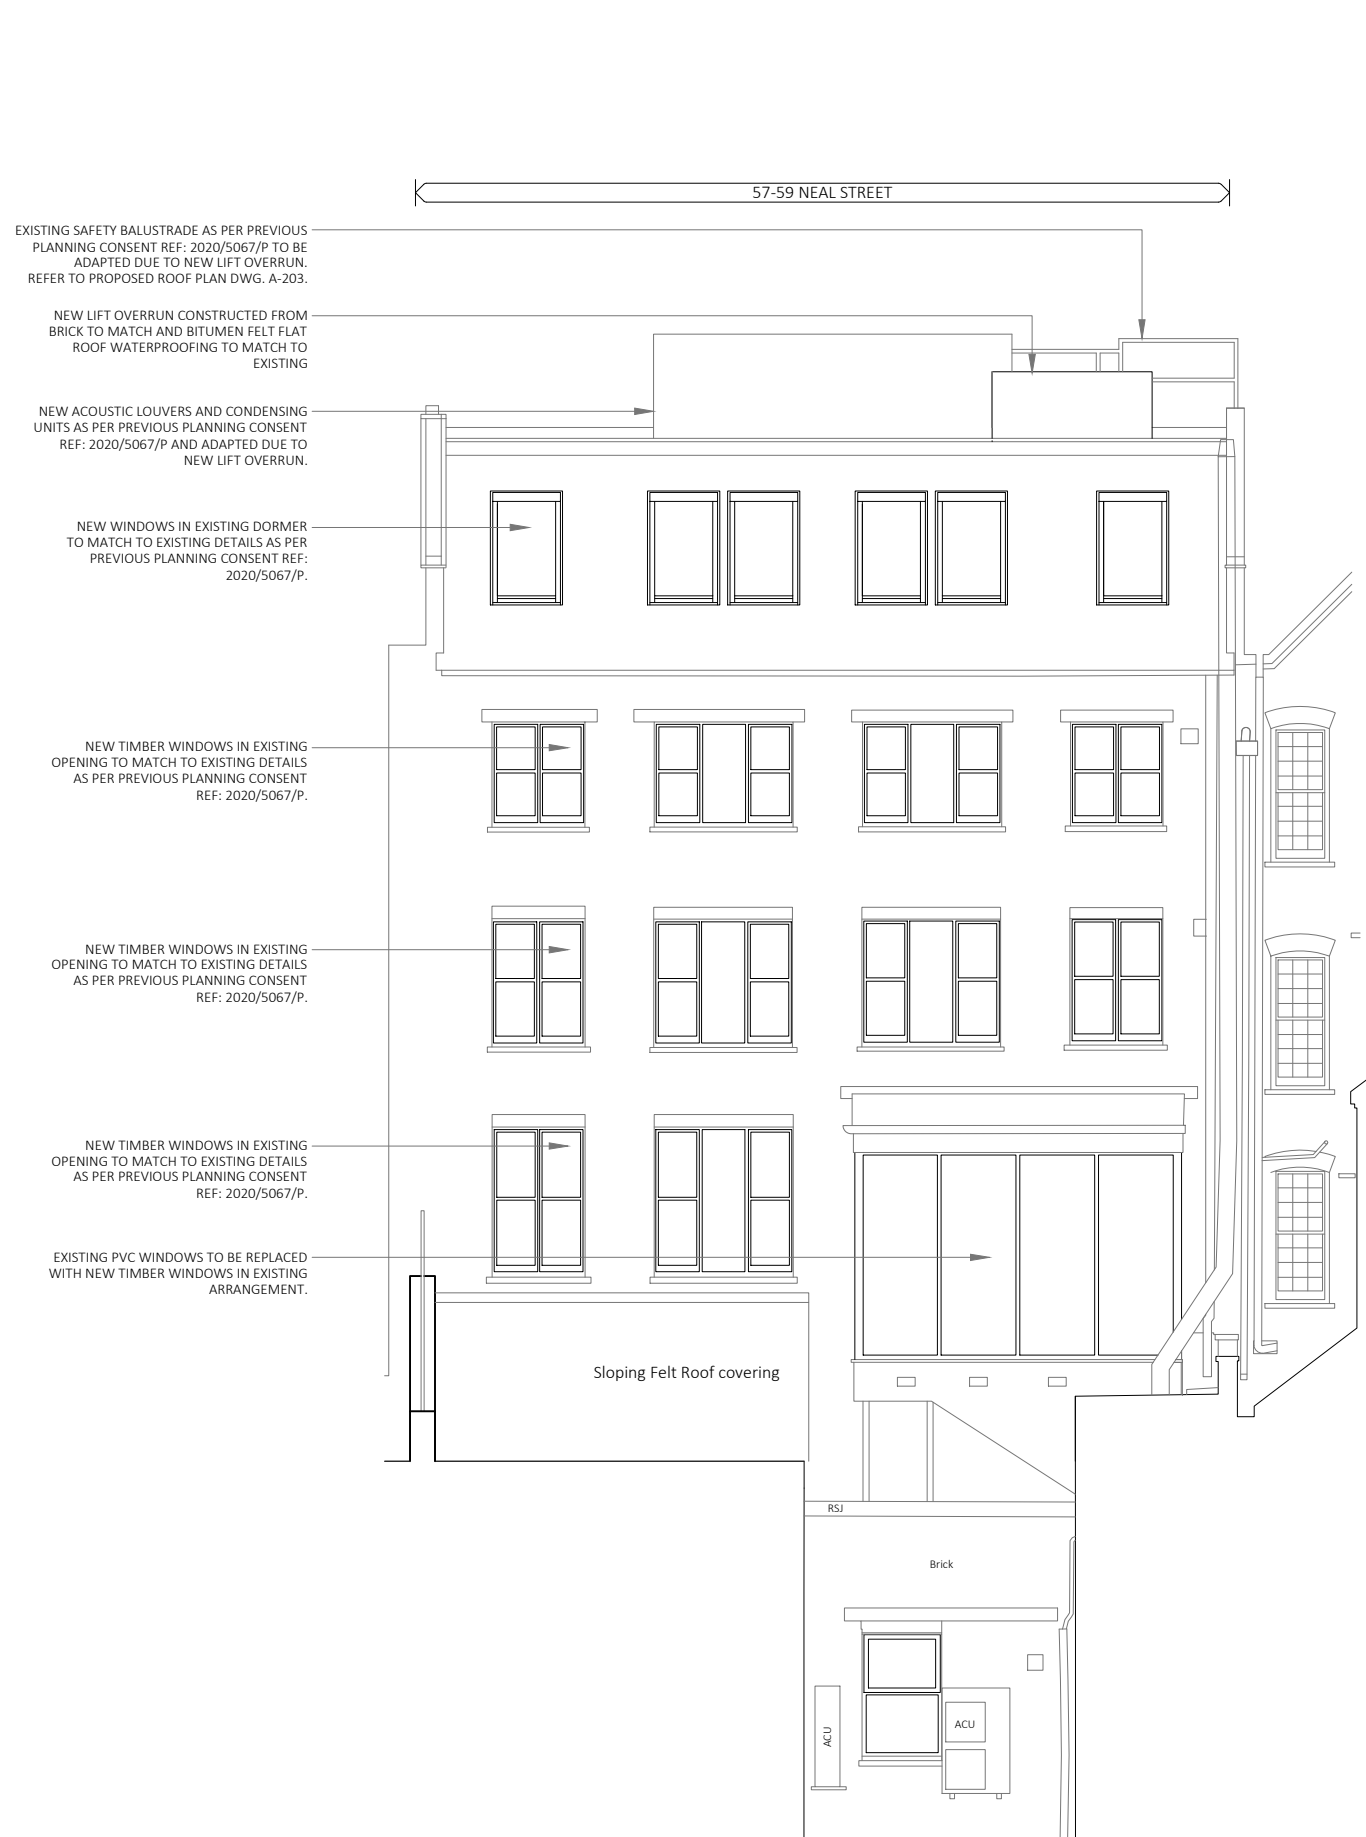 57-59 NEAL STREET
EXISTING SAFETY BALUSTRADE AS PER PREVIOUS
PLANNING CONSENT REF: 2020/5067/P TO BE
ADAPTED DUE TO NEW LIFT OVERRUN.
REFER TO PROPOSED ROOF PLAN DWG. A-203.
NEW LIFT OVERRUN CONSTRUCTED FROM
BRICK TO MATCH AND BITUMEN FELT FLAT
ROOF WATERPROOFING TO MATCH TO
EXISTING
NEW ACOUSTIC LOUVERS AND CONDENSING
UNITS AS PER PREVIOUS PLANNING CONSENT
REF: 2020/5067/P AND ADAPTED DUE TO
NEW LIFT OVERRUN.
NEW WINDOWS IN EXISTING DORMER
TO MATCH TO EXISTING DETAILS AS PER
PREVIOUS PLANNING CONSENT REF:
2020/5067/P.
NEW TIMBER WINDOWS IN EXISTING
OPENING TO MATCH TO EXISTING DETAILS
AS PER PREVIOUS PLANNING CONSENT
REF: 2020/5067/P.
NEW TIMBER WINDOWS IN EXISTING
OPENING TO MATCH TO EXISTING DETAILS
AS PER PREVIOUS PLANNING CONSENT
REF: 2020/5067/P.
NEW TIMBER WINDOWS IN EXISTING
OPENING TO MATCH TO EXISTING DETAILS
AS PER PREVIOUS PLANNING CONSENT
REF: 2020/5067/P.
EXISTING PVC WINDOWS TO BE REPLACED
WITH NEW TIMBER WINDOWS IN EXISTING
ARRANGEMENT.
Sloping Felt Roof covering
RSJ
Brick
ACU
ACU